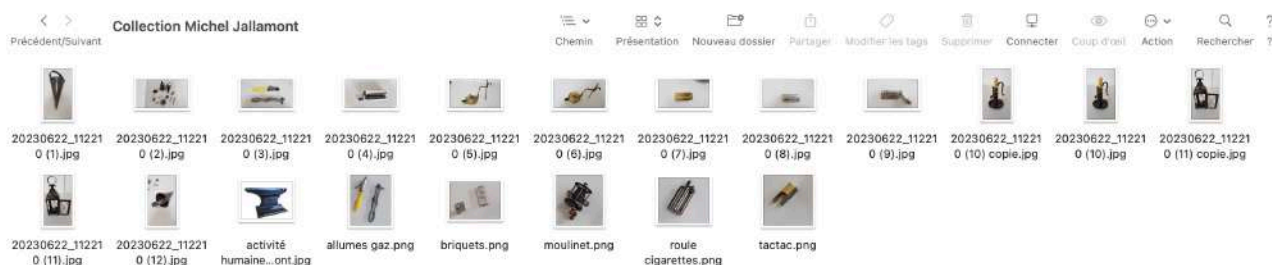 Collection Michel Jallamont
Précédent/Suivant
Chemin
Présentation
Nouveau dossier
Partager
Modifier les tags
Supprimer
Connecter
Coup d'œil
Action
Rechercher
?
?
20230622_11221
0 (1).jpg
20230622_11221
0 (2).jpg
20230622_11221
0 (3).jpg
20230622_11221
0 (4).jpg
20230622_11221
0 (5).jpg
20230622_11221
0 (6).jpg
20230622_11221
0 (7).jpg
20230622_11221
0 (8).jpg
20230622_11221
0 (9).jpg
20230622_11221
0 (10) copie.jpg
20230622_11221
0 (10).jpg
20230622_11221
0 (11) copie.jpg
20230622_11221
0 (11).jpg
20230622_11221
0 (12).jpg
activité
humaine...ont.jpg
allumes gaz.png
briquets.png
moulinet.png
roule
cigarettes.png
tactac.png